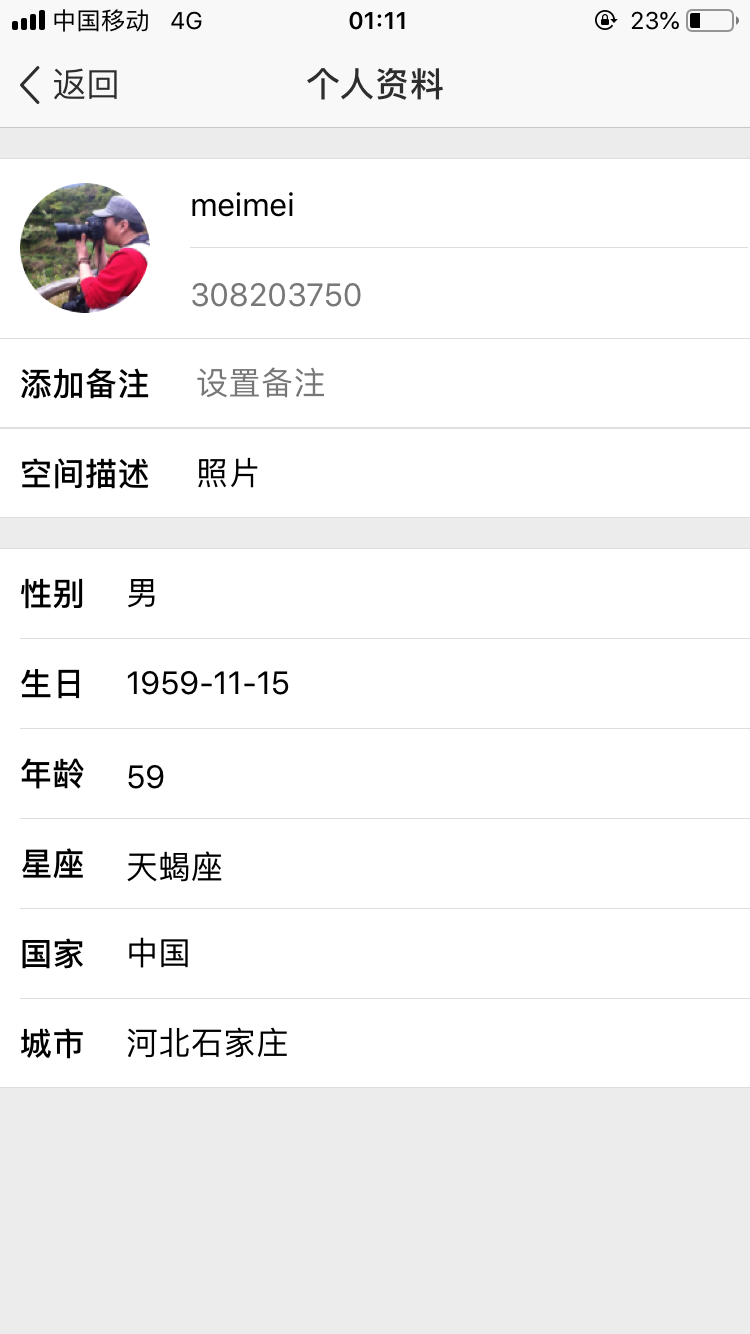 中国移动 4G 01:11 23%
返回 个人资料
meimei
308203750
添加备注 设置备注
空间描述 照片
性别 男
生日 1959-11-15
年龄 59
星座 天蝎座
国家 中国
城市 河北石家庄